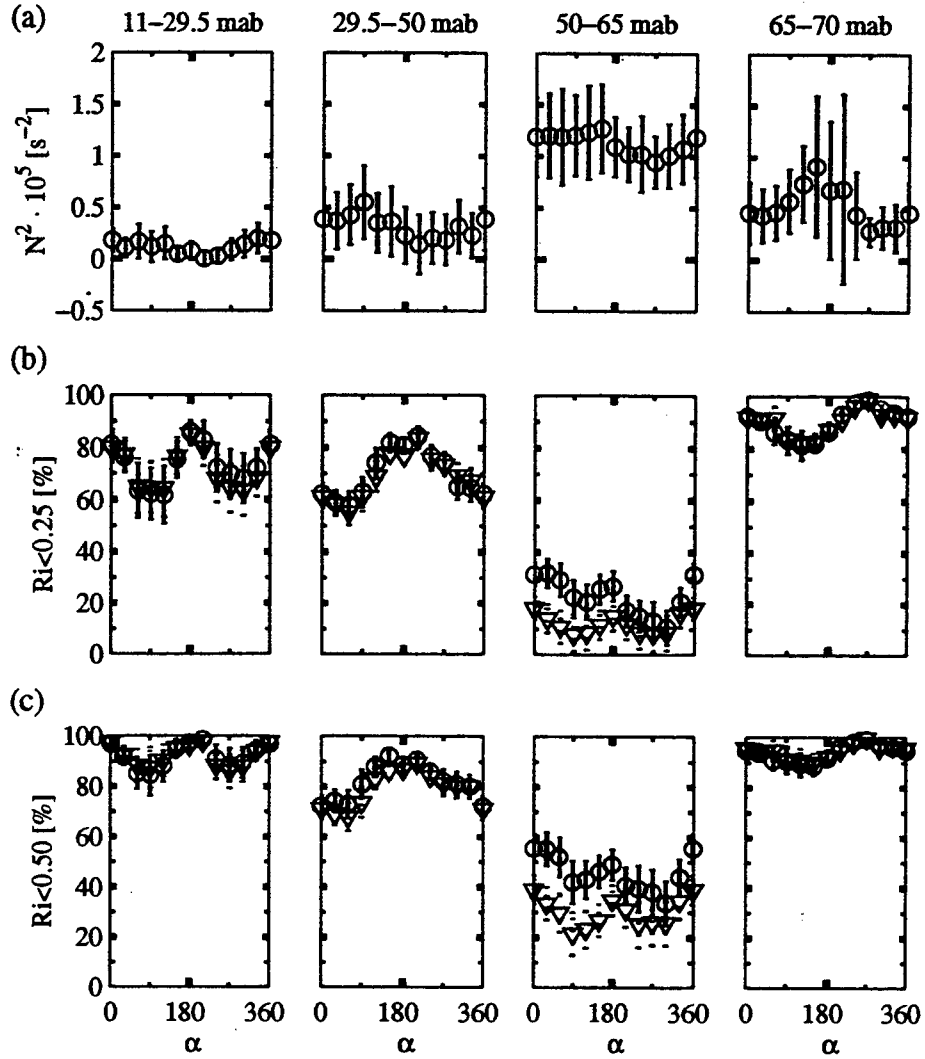 (a)
11–29.5 mab 29.5–50 mab 50–65 mab 65–70 mab
N² · 10⁵ [s⁻²]
2
1.5
1
0.5
0
−0.5
(b)
Ri<0.25 [%]
100
80
60
40
20
0
(c)
Ri<0.50 [%]
100
80
60
40
20
0
0 180 360 0 180 360 0 180 360 0 180 360
α α α α